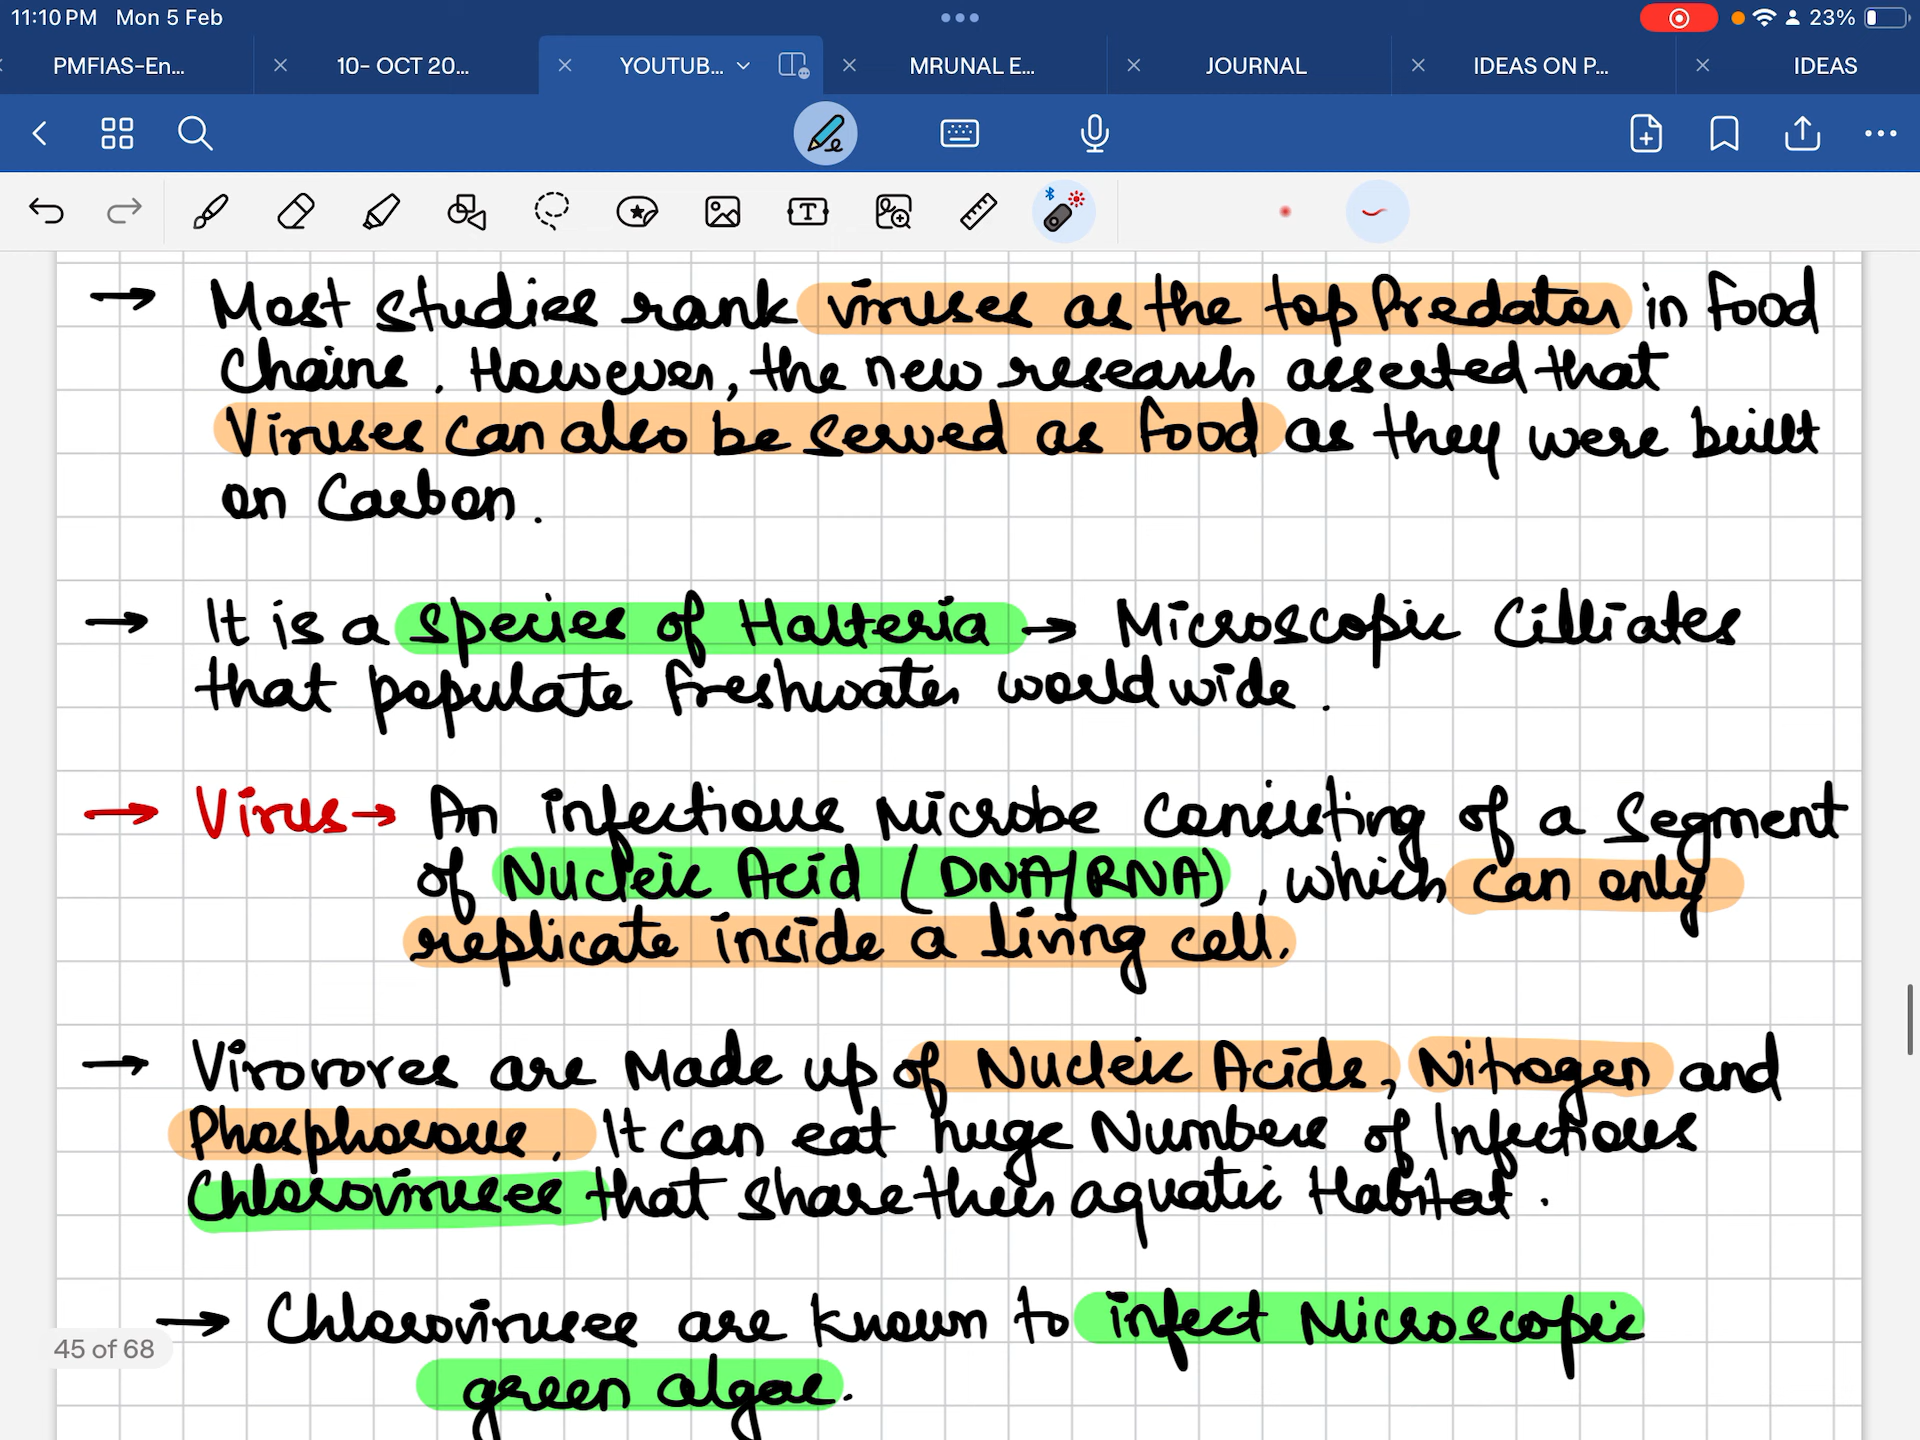 11:10 PM Mon 5 Feb 23%
PMFIAS-En... 10- OCT 20... YOUTUB... MRUNAL E... JOURNAL IDEAS ON P... IDEAS
→ Most studies rank viruses as the top Predator in food
Chains. However, the new research asserted that
Viruses can also be served as food as they were built
on Carbon.
→ It is a species of Halteria → Microscopic Cilliates
that populate freshwater worldwide.
→ Virus → An infectious Microbe Consisting of a Segment
of Nucleic Acid (DNA/RNA), which can only
replicate inside a living cell.
→ Virovores are Made up of Nucleic Acids, Nitrogen and
Phosphorous. It can eat huge Numbers of Infectious
Chloroviruses that share their aquatic Habitat.
→ Chloroviruses are known to infect Microscopic
45 of 68
green algae.